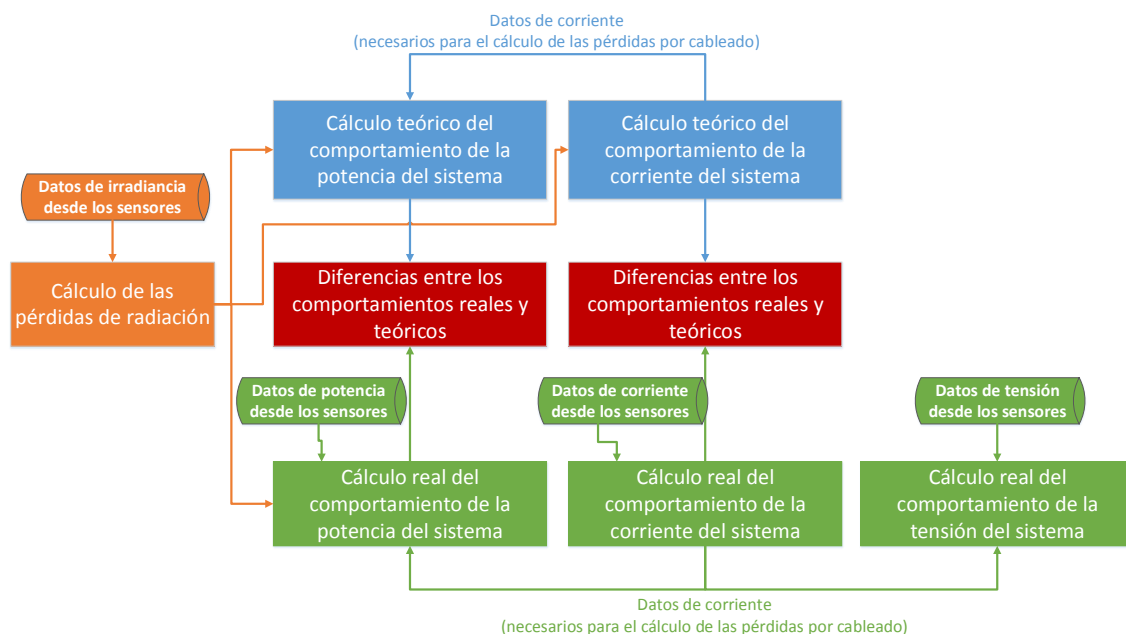 Datos de corriente
(necesarios para el cálculo de las pérdidas por cableado)
Cálculo teórico del
comportamiento de la
potencia del sistema
Cálculo teórico del
comportamiento de la
corriente del sistema
Datos de irradiancia
desde los sensores
Cálculo de las
pérdidas de radiación
Diferencias entre los
comportamientos reales y
teóricos
Diferencias entre los
comportamientos reales y
teóricos
Datos de potencia
desde los sensores
Datos de corriente
desde los sensores
Datos de tensión
desde los sensores
Cálculo real del
comportamiento de la
potencia del sistema
Cálculo real del
comportamiento de la
corriente del sistema
Cálculo real del
comportamiento de la
tensión del sistema
Datos de corriente
(necesarios para el cálculo de las pérdidas por cableado)